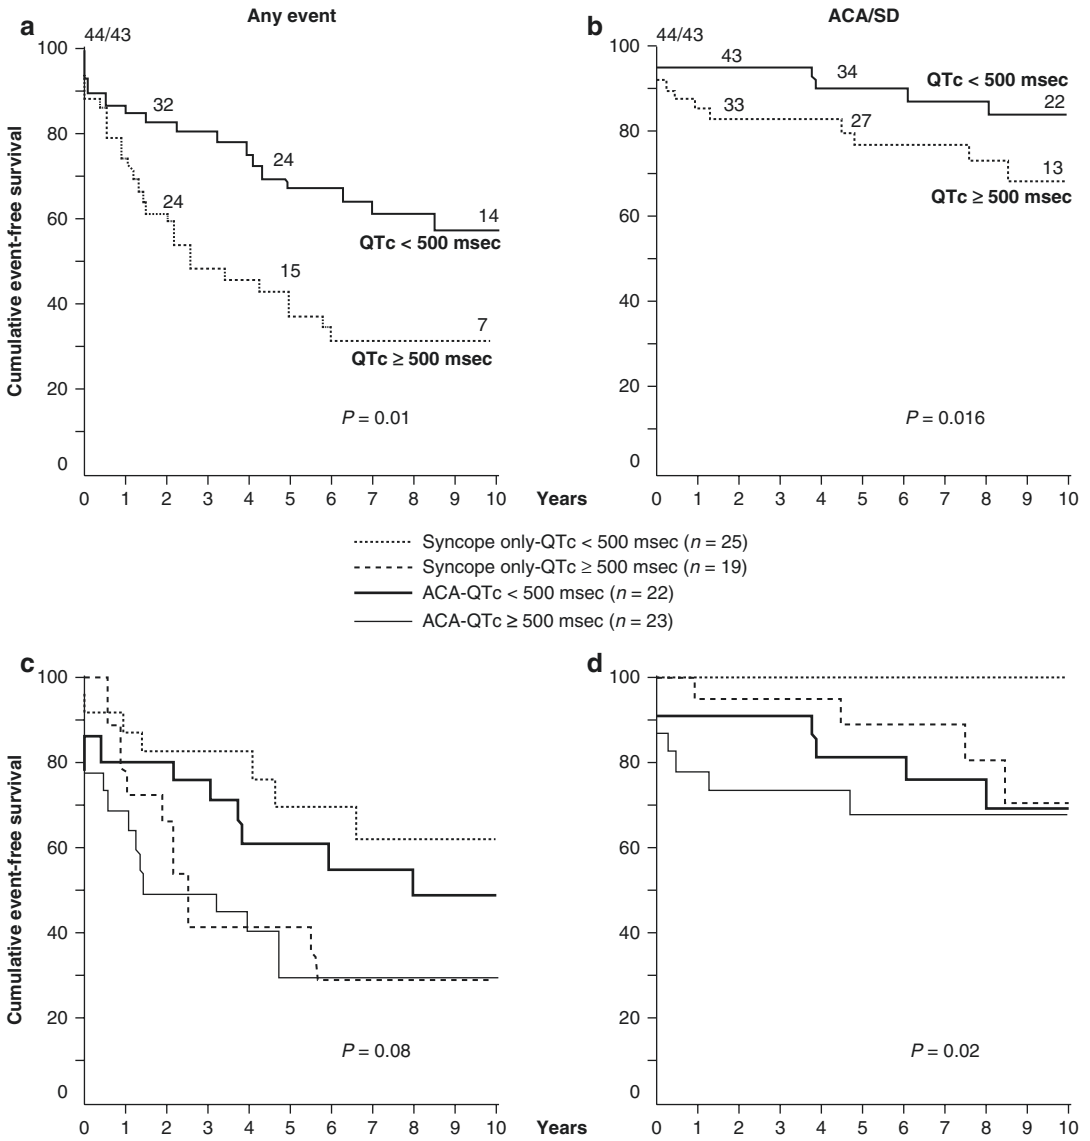 a
Any event
44/43
100
80
60
40
20
0
Cumulative event-free survival
32
24
14
QTc < 500 msec
24
15
7
QTc ≥ 500 msec
P = 0.01
0 1 2 3 4 5 6 7 8 9 10
Years
b
ACA/SD
44/43
100
80
60
40
20
0
43
34
QTc < 500 msec
22
33
27
13
QTc ≥ 500 msec
P = 0.016
0 1 2 3 4 5 6 7 8 9 10
Syncope only-QTc < 500 msec (n = 25)
Syncope only-QTc ≥ 500 msec (n = 19)
ACA-QTc < 500 msec (n = 22)
ACA-QTc ≥ 500 msec (n = 23)
c
100
80
60
40
20
0
Cumulative event-free survival
P = 0.08
0 1 2 3 4 5 6 7 8 9 10
Years
d
100
80
60
40
20
0
P = 0.02
0 1 2 3 4 5 6 7 8 9 10